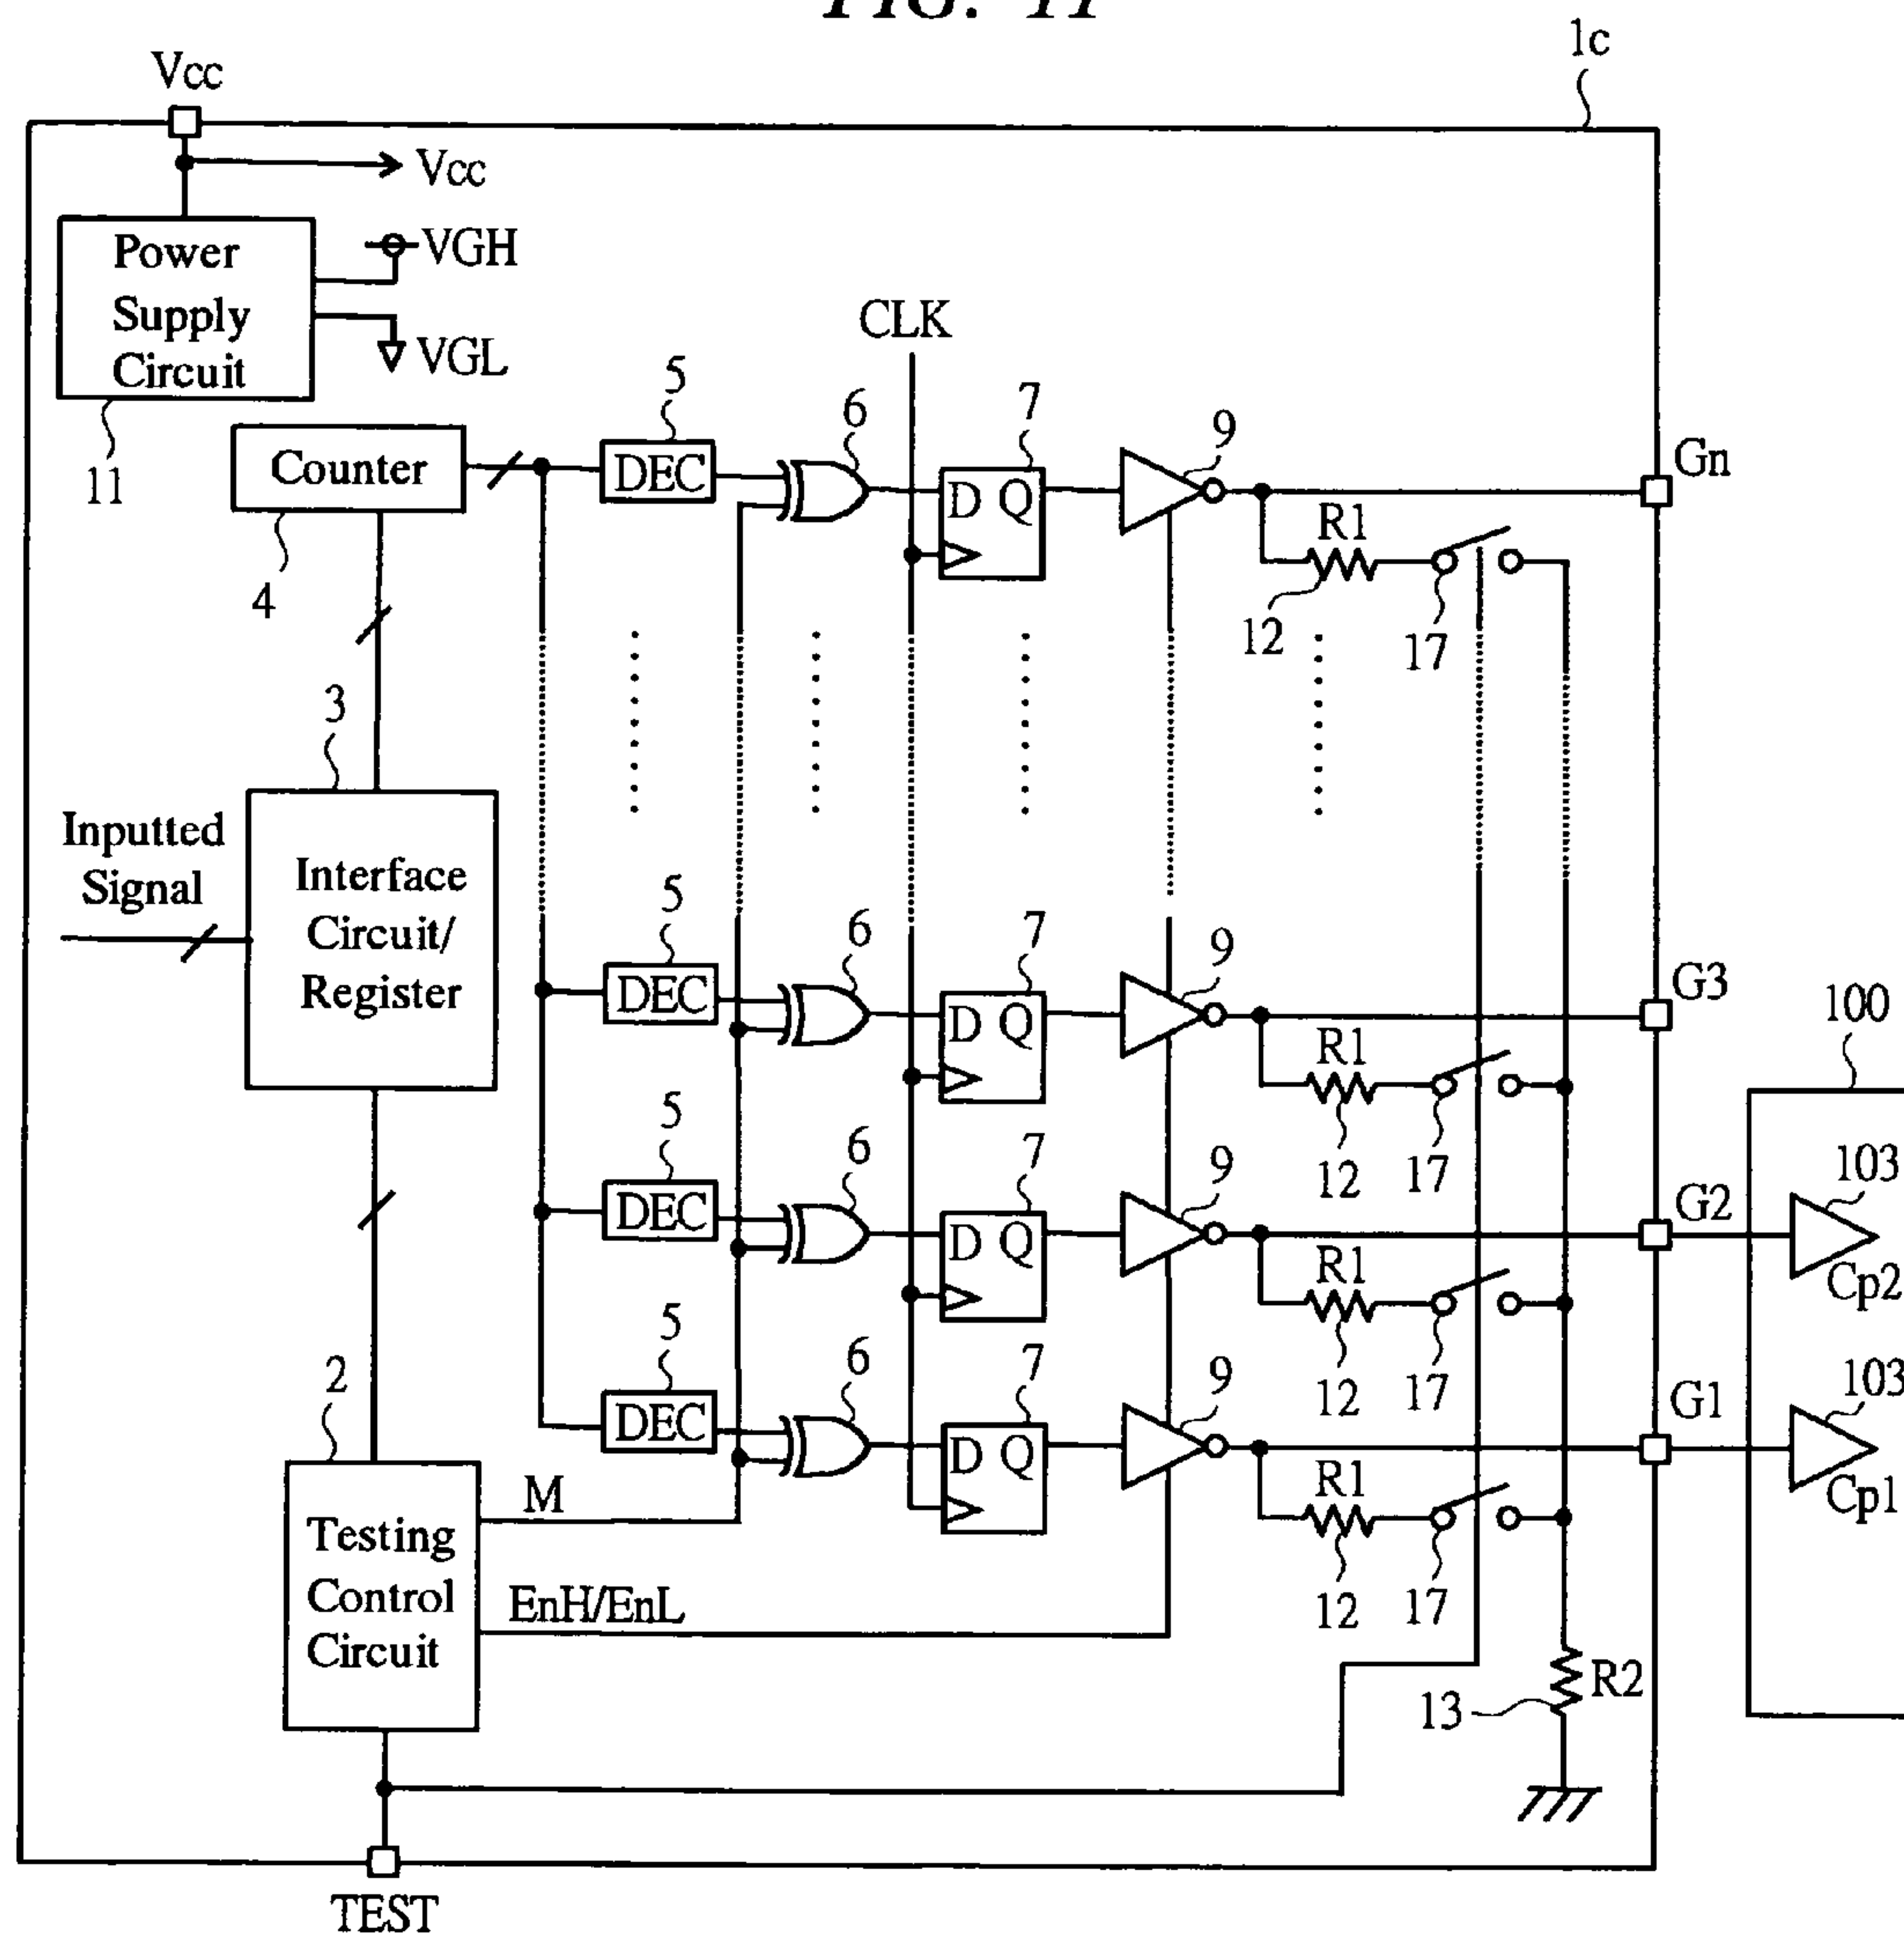 FIG. 11
1c
Vcc
Vcc
Power
Supply
Circuit
VGH
VGL
11
CLK
Counter
4
5
DEC
6
7
D Q
9
Gn
R1
12
17
3
Inputted
Signal
Interface
Circuit/
Register
5
DEC
6
7
D Q
9
G3
R1
12
17
100
5
DEC
6
7
D Q
9
G2
R1
12
17
103
Cp2
5
DEC
6
7
D Q
9
G1
R1
12
17
103
Cp1
2
Testing
Control
Circuit
M
EnH/EnL
R2
13
TEST